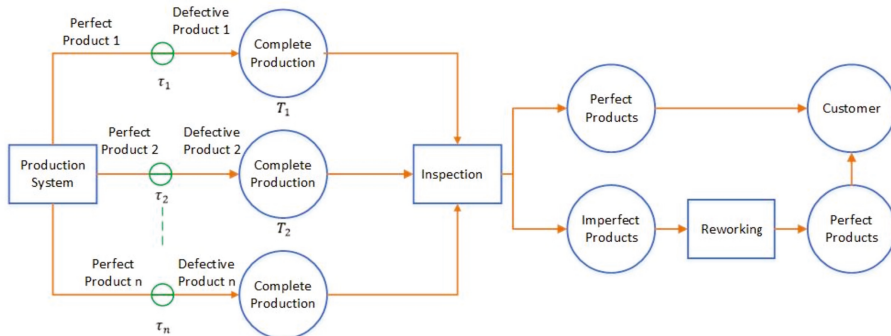 Perfect
Product 1
Defective
Product 1
τ1
Complete
Production
T1
Production
System
Perfect
Product 2
Defective
Product 2
τ2
Complete
Production
T2
Perfect
Product n
Defective
Product n
τn
Complete
Production
Inspection
Perfect
Products
Customer
Imperfect
Products
Reworking
Perfect
Products